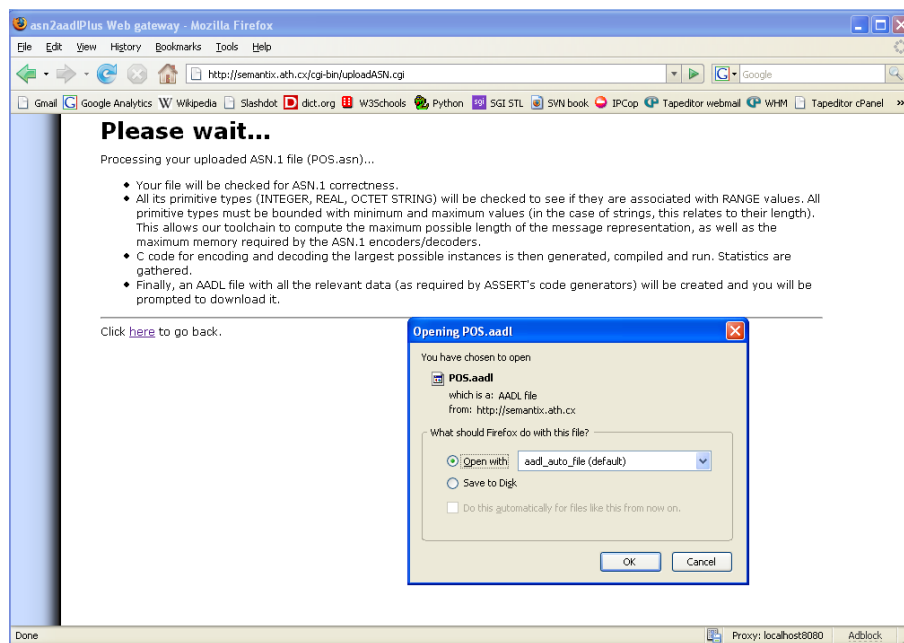 asn2aadlPlus Web gateway - Mozilla Firefox
File Edit View History Bookmarks Tools Help
http://semantix.ath.cx/cgi-bin/uploadASN.cgi
G Google
Gmail Google Analytics Wikipedia Slashdot dict.org W3Schools Python SGI STL SVN book IPCop Tapeditor webmail WHM Tapeditor cPanel »
Please wait...
Processing your uploaded ASN.1 file (POS.asn)...
Your file will be checked for ASN.1 correctness.
All its primitive types (INTEGER, REAL, OCTET STRING) will be checked to see if they are associated with RANGE values. All
primitive types must be bounded with minimum and maximum values (in the case of strings, this relates to their length).
This allows our toolchain to compute the maximum possible length of the message representation, as well as the
maximum memory required by the ASN.1 encoders/decoders.
C code for encoding and decoding the largest possible instances is then generated, compiled and run. Statistics are
gathered.
Finally, an AADL file with all the relevant data (as required by ASSERT's code generators) will be created and you will be
prompted to download it.
Click here to go back.
Opening POS.aadl
You have chosen to open
POS.aadl
which is a: AADL file
from: http://semantix.ath.cx
What should Firefox do with this file?
Open with aadl_auto_file (default)
Save to Disk
Do this automatically for files like this from now on.
OK Cancel
Done Proxy: localhost8080 Adblock